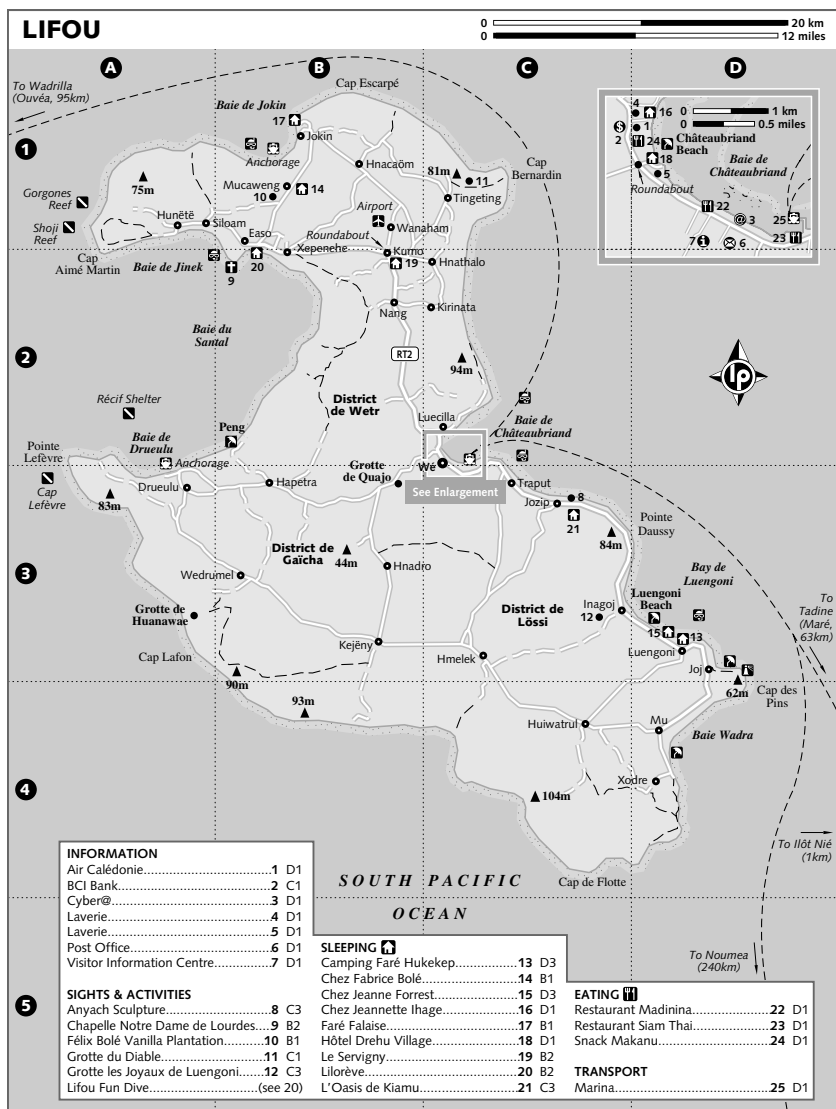 LIFOU
0 20 km
0 12 miles
A
B
C
D
1
2
3
4
5
To Wadrilla
(Ouvéa, 95km)
Cap Escarpé
Baie de Jokin
17
Jokin
Anchorage
Hnacaöm
81m
11
Cap
Bernardin
75m
Mucaweng
10
14
Tingeting
Gorgones
Reef
Airport
Hunëtë
Siloam
Roundabout
Wanaham
Shoji
Reef
Easo
Xepenehe
Kumo
Cap
Aimé Martin
Baie de Jinek
9
20
19
Hnathalo
Nang
Kirinata
Baie du
Santal
RT2
94m
Récif Shelter
District
de Wetr
Luecilla
Baie de
Châteaubriand
Peng
Pointe
Lefèvre
Baie de
Drueulu
Anchorage
Wé
Cap
Lefèvre
83m
Drueulu
Hapetra
Grotte
de Quajo
See Enlargement
Traput
8
Jozip
21
Pointe
Daussy
84m
District de
Gaïcha
44m
Hnadro
Bay de
Luengoni
Wedrumel
District de
Lössi
Inagoj
12
Luengoni
Beach
To
Tadine
(Maré,
63km)
Grotte de
Huanawae
15
13
Kejëny
Hmelek
Luengoni
Cap Lafon
Joj
90m
62m
Cap des
Pins
93m
Huiwatrul
Mu
Baie Wadra
Xodre
104m
To Ilôt Nié
(1km)
Cap de Flotte
SOUTH PACIFIC
OCEAN
To Noumea
(240km)
4
16
0 1 km
0 0.5 miles
1
2
24
Châteaubriand
Beach
18
5
Baie de
Châteaubriand
Roundabout
22
3
25
7
6
23
lp
INFORMATION
Air Calédonie....................................1 D1
BCI Bank...........................................2 C1
Cyber@.............................................3 D1
Laverie..............................................4 D1
Laverie..............................................5 D1
Post Office........................................6 D1
Visitor Information Centre................7 D1
SIGHTS & ACTIVITIES
Anyach Sculpture..............................8 C3
Chapelle Notre Dame de Lourdes....9 B2
Félix Bolé Vanilla Plantation..........10 B1
Grotte du Diable..............................11 C1
Grotte les Joyaux de Luengoni.......12 C3
Lifou Fun Dive..........................(see 20)
SLEEPING
Camping Faré Hukekep..................13 D3
Chez Fabrice Bolé...........................14 B1
Chez Jeanne Forrest.......................15 D3
Chez Jeannette Ihage.....................16 D1
Faré Falaise.....................................17 B1
Hôtel Drehu Village........................18 D1
Le Servigny......................................19 B2
Lilorêve............................................20 B2
L'Oasis de Kiamu.............................21 C3
EATING
Restaurant Madinina.......................22 D1
Restaurant Siam Thai......................23 D1
Snack Makanu.................................24 D1
TRANSPORT
Marina.............................................25 D1